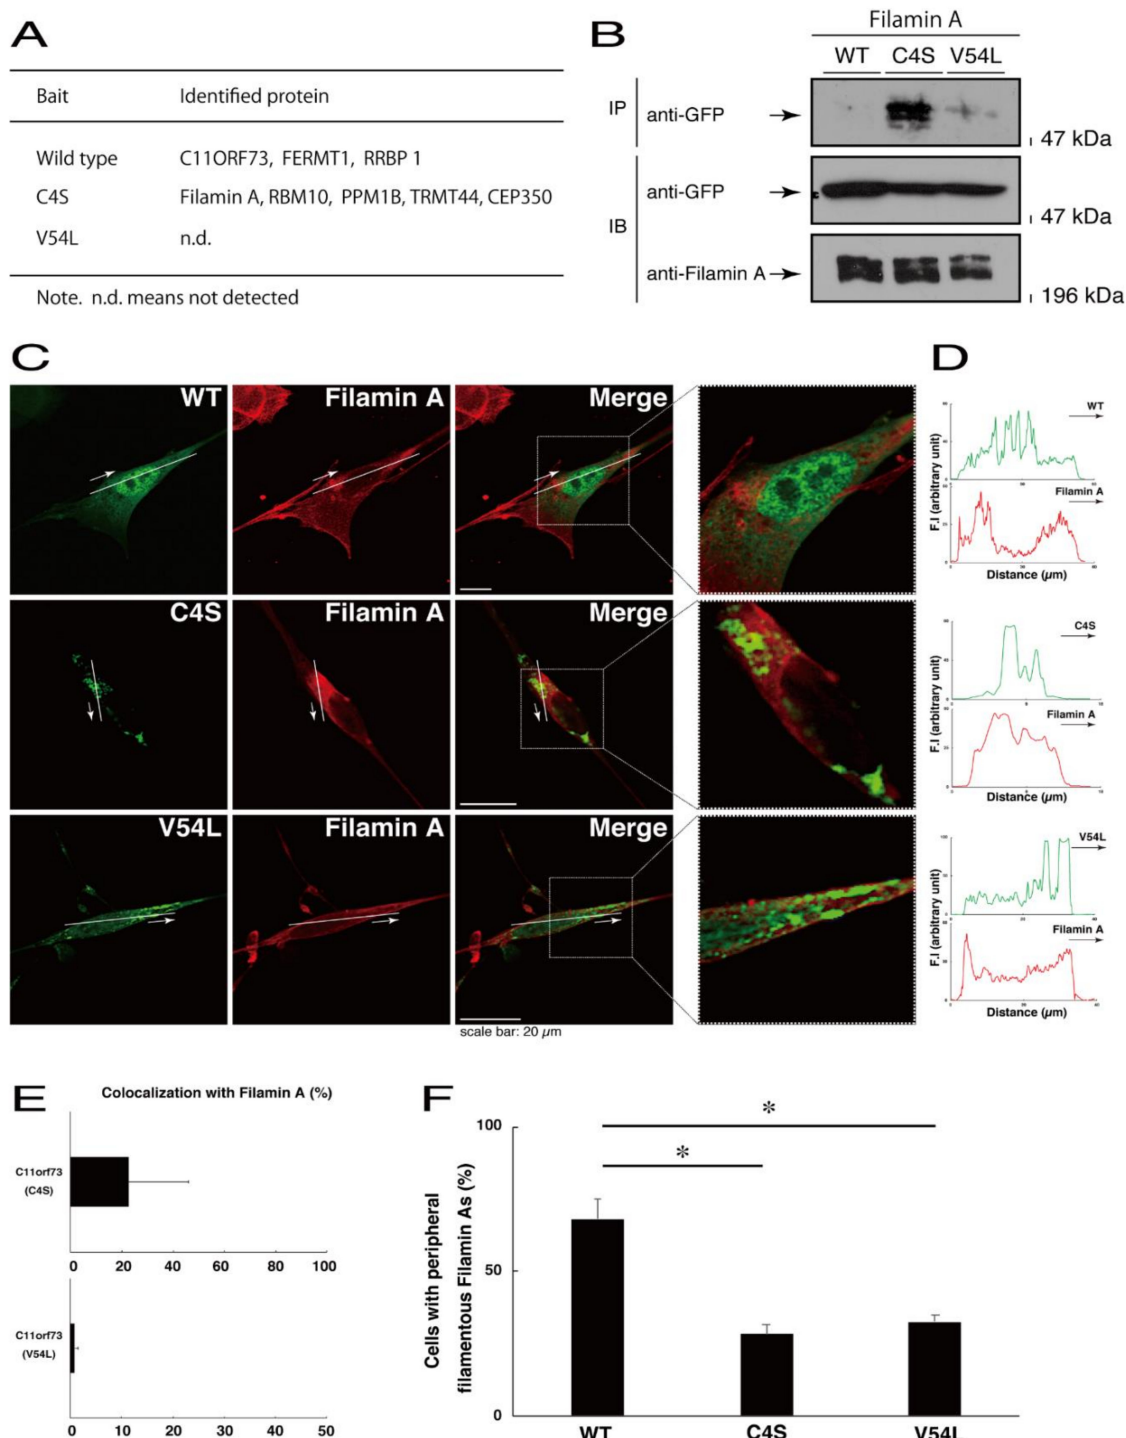 A
Bait Identified protein
Wild type C11ORF73, FERMT1, RRBP 1
C4S Filamin A, RBM10, PPM1B, TRMT44, CEP350
V54L n.d.
Note. n.d. means not detected
B
Filamin A
WT C4S V54L
IP anti-GFP 47 kDa
IB anti-GFP 47 kDa
anti-Filamin A 196 kDa
C
WT Filamin A Merge
C4S Filamin A Merge
V54L Filamin A Merge
scale bar: 20 µm
D
WT
Filamin A
F.I (arbitrary unit)
Distance (µm)
C4S
Filamin A
F.I (arbitrary unit)
Distance (µm)
V54L
Filamin A
F.I (arbitrary unit)
Distance (µm)
E
Colocalization with Filamin A (%)
C11orf73
(C4S)
0 20 40 60 80 100
C11orf73
(V54L)
0 10 20 30 40 50
F
Cells with peripheral
filamentous Filamin As (%)
100
50
0
* *
WT C4S V54L